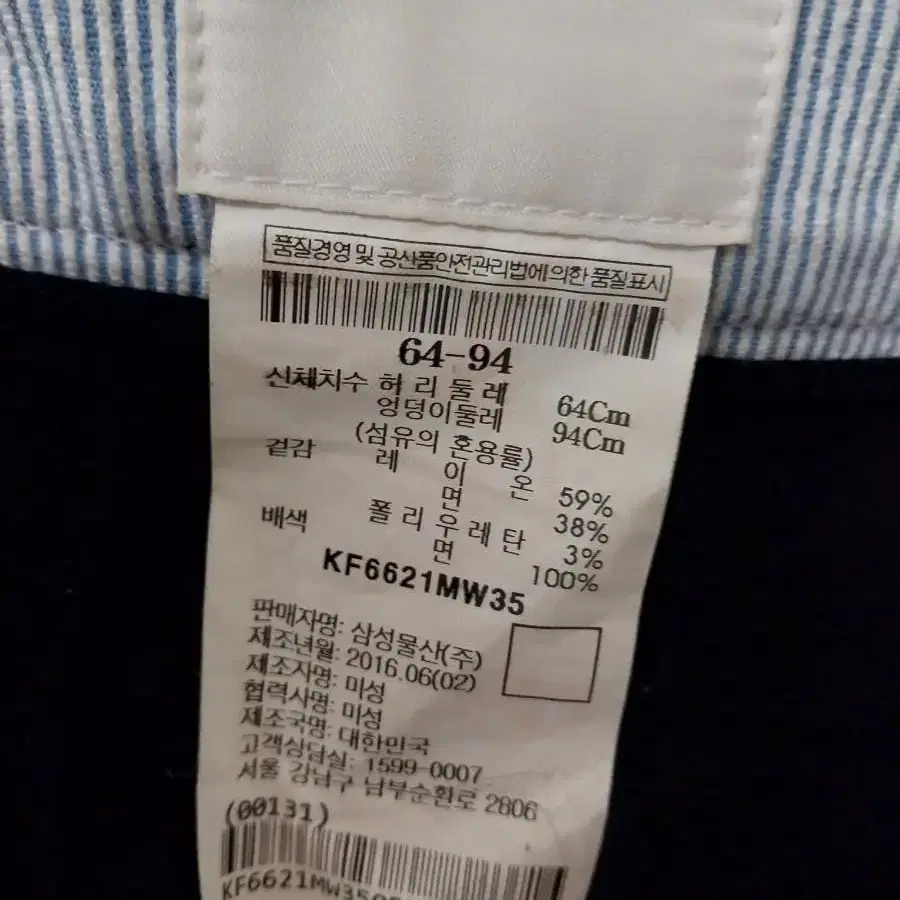 품질경영 및 공산품안전관리법에 의한 품질표시
64-94
신체치수 허 리 둘 레 64Cm
엉덩이둘레 94Cm
(섬유의 혼용률)
겉감 레 이 온 59%
면 38%
폴 리 우 레 탄 3%
배색 면 100%
KF6621MW35
판매자명: 삼성물산(주)
제조년월: 2016.06(02)
제조자명: 미성
협력사명: 미성
제조국명: 대한민국
고객상담실: 1599-0007
서울 강남구 남부순환로 2806
(00131)
KF6621MW35